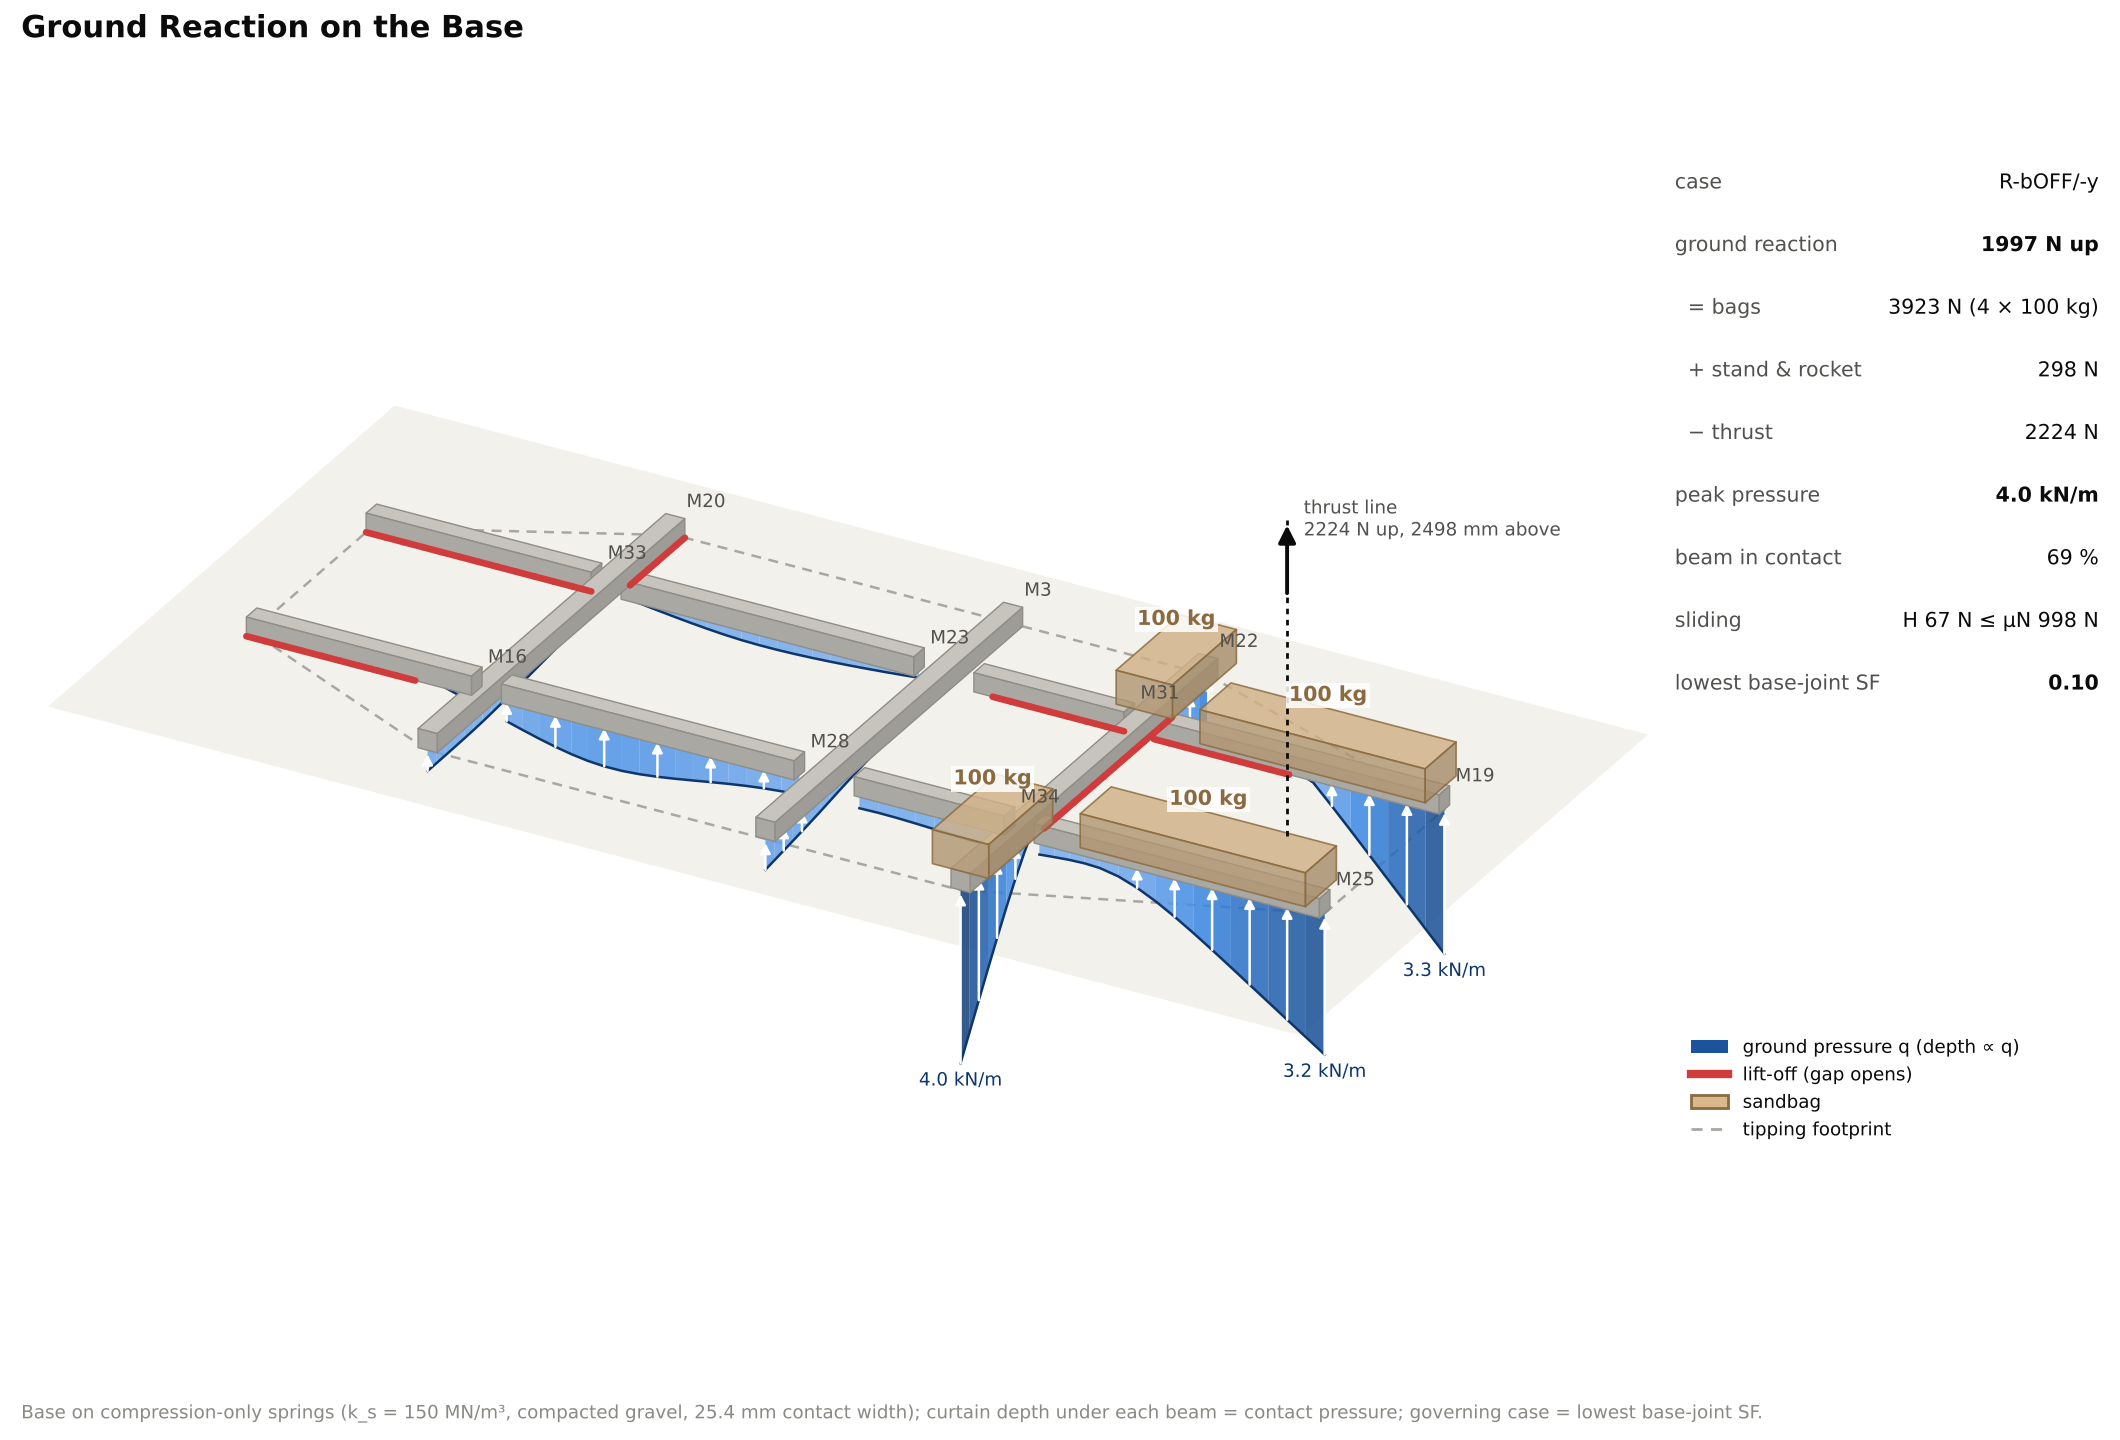 Ground Reaction on the Base
case R-bOFF/-y
ground reaction 1997 N up
= bags 3923 N (4 × 100 kg)
+ stand & rocket 298 N
− thrust 2224 N
peak pressure 4.0 kN/m
beam in contact 69 %
sliding H 67 N ≤ μN 998 N
lowest base-joint SF 0.10
thrust line
2224 N up, 2498 mm above
M20
M33
M3
100 kg
M22
M23
M16
M31
100 kg
M28
100 kg
M19
M34
100 kg
M25
3.3 kN/m
3.2 kN/m
4.0 kN/m
ground pressure q (depth ∝ q)
lift-off (gap opens)
sandbag
tipping footprint
Base on compression-only springs (k_s = 150 MN/m³, compacted gravel, 25.4 mm contact width); curtain depth under each beam = contact pressure; governing case = lowest base-joint SF.